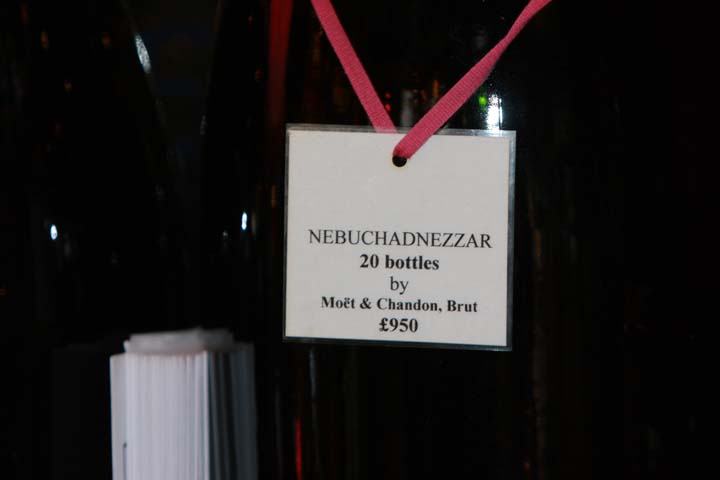 NEBUCHADNEZZAR
20 bottles
by
Moët & Chandon, Brut
£950